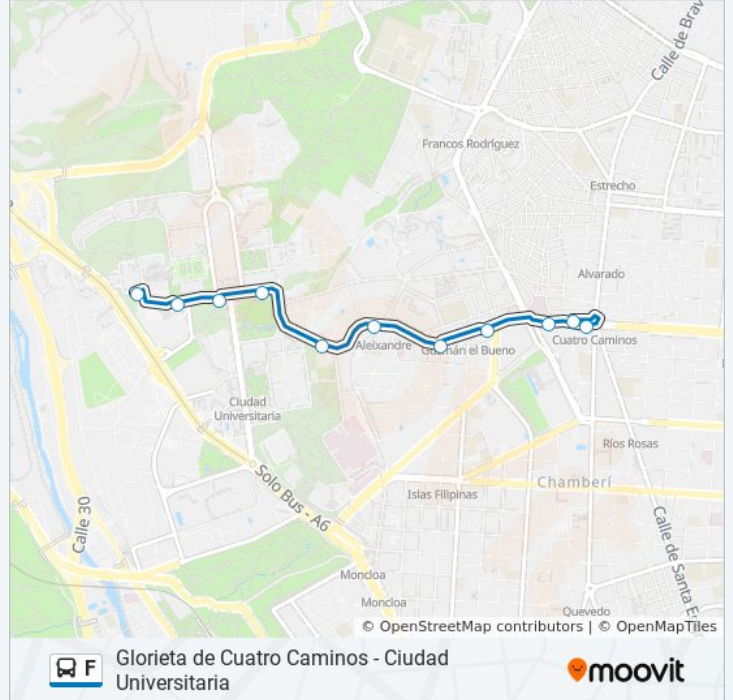 Calle de Brav
Francos Rodríguez
Estrecho
Alvarado
Cuatro Caminos
Aleixandre
Guzmán el Bueno
Ciudad
Universitaria
Ríos Rosas
Chamberí
Islas Filipinas
Solo Bus - A6
Calle 30
Calle de Santa En
Moncloa
Moncloa
Quevedo
© OpenStreetMap contributors | © OpenMapTiles
F
Glorieta de Cuatro Caminos - Ciudad
Universitaria
moovit